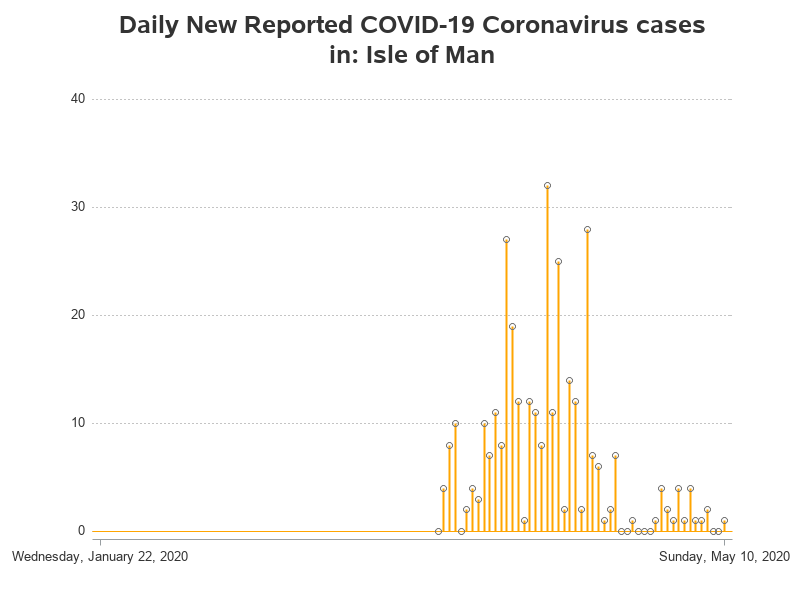 Daily New Reported COVID-19 Coronavirus cases
in: Isle of Man
40
30
20
10
0
Wednesday, January 22, 2020
Sunday, May 10, 2020